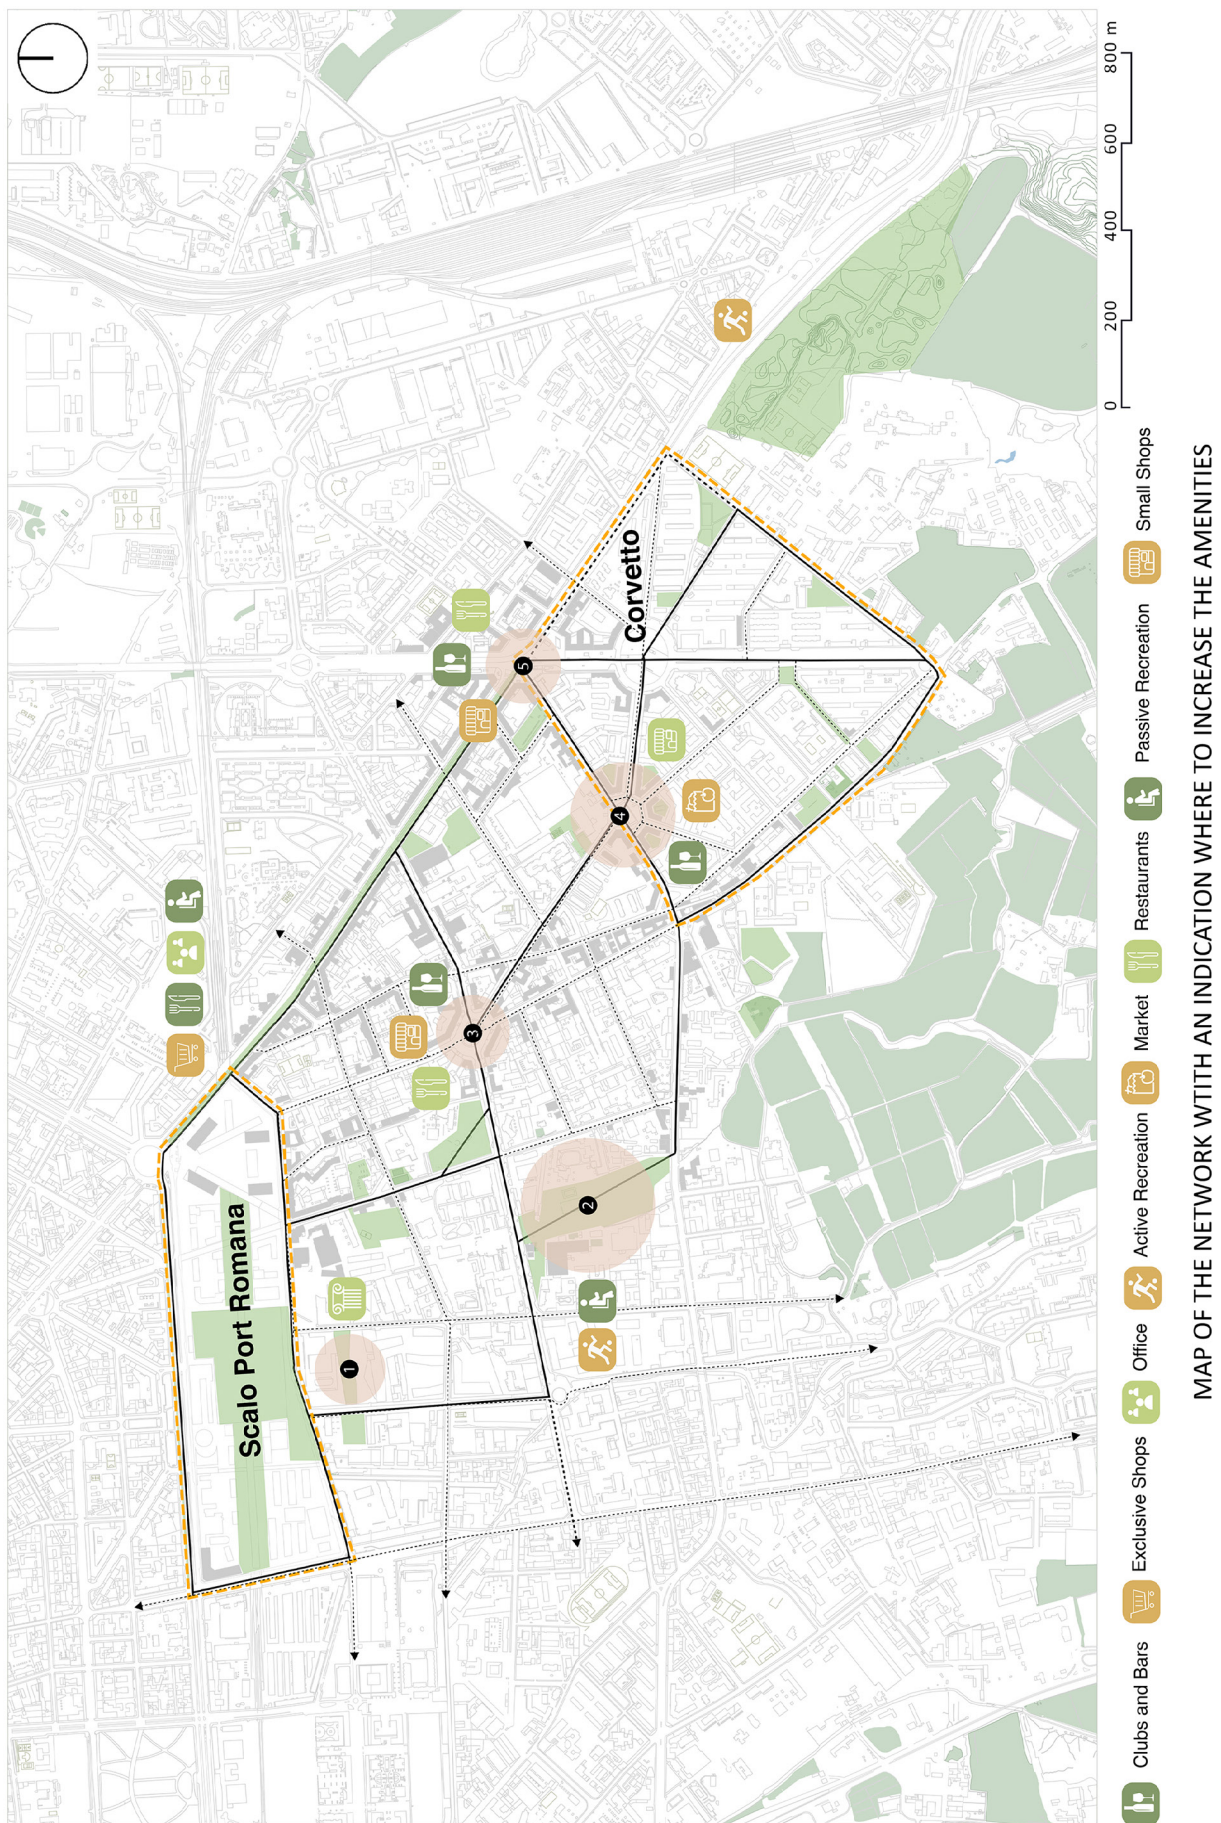 Scalo Port Romana
Corvetto
1
2
3
4
5
Clubs and Bars
Exclusive Shops
Office
Active Recreation
Market
Restaurants
Passive Recreation
Small Shops
0 200 400 600 800 m
MAP OF THE NETWORK WITH AN INDICATION WHERE TO INCREASE THE AMENITIES